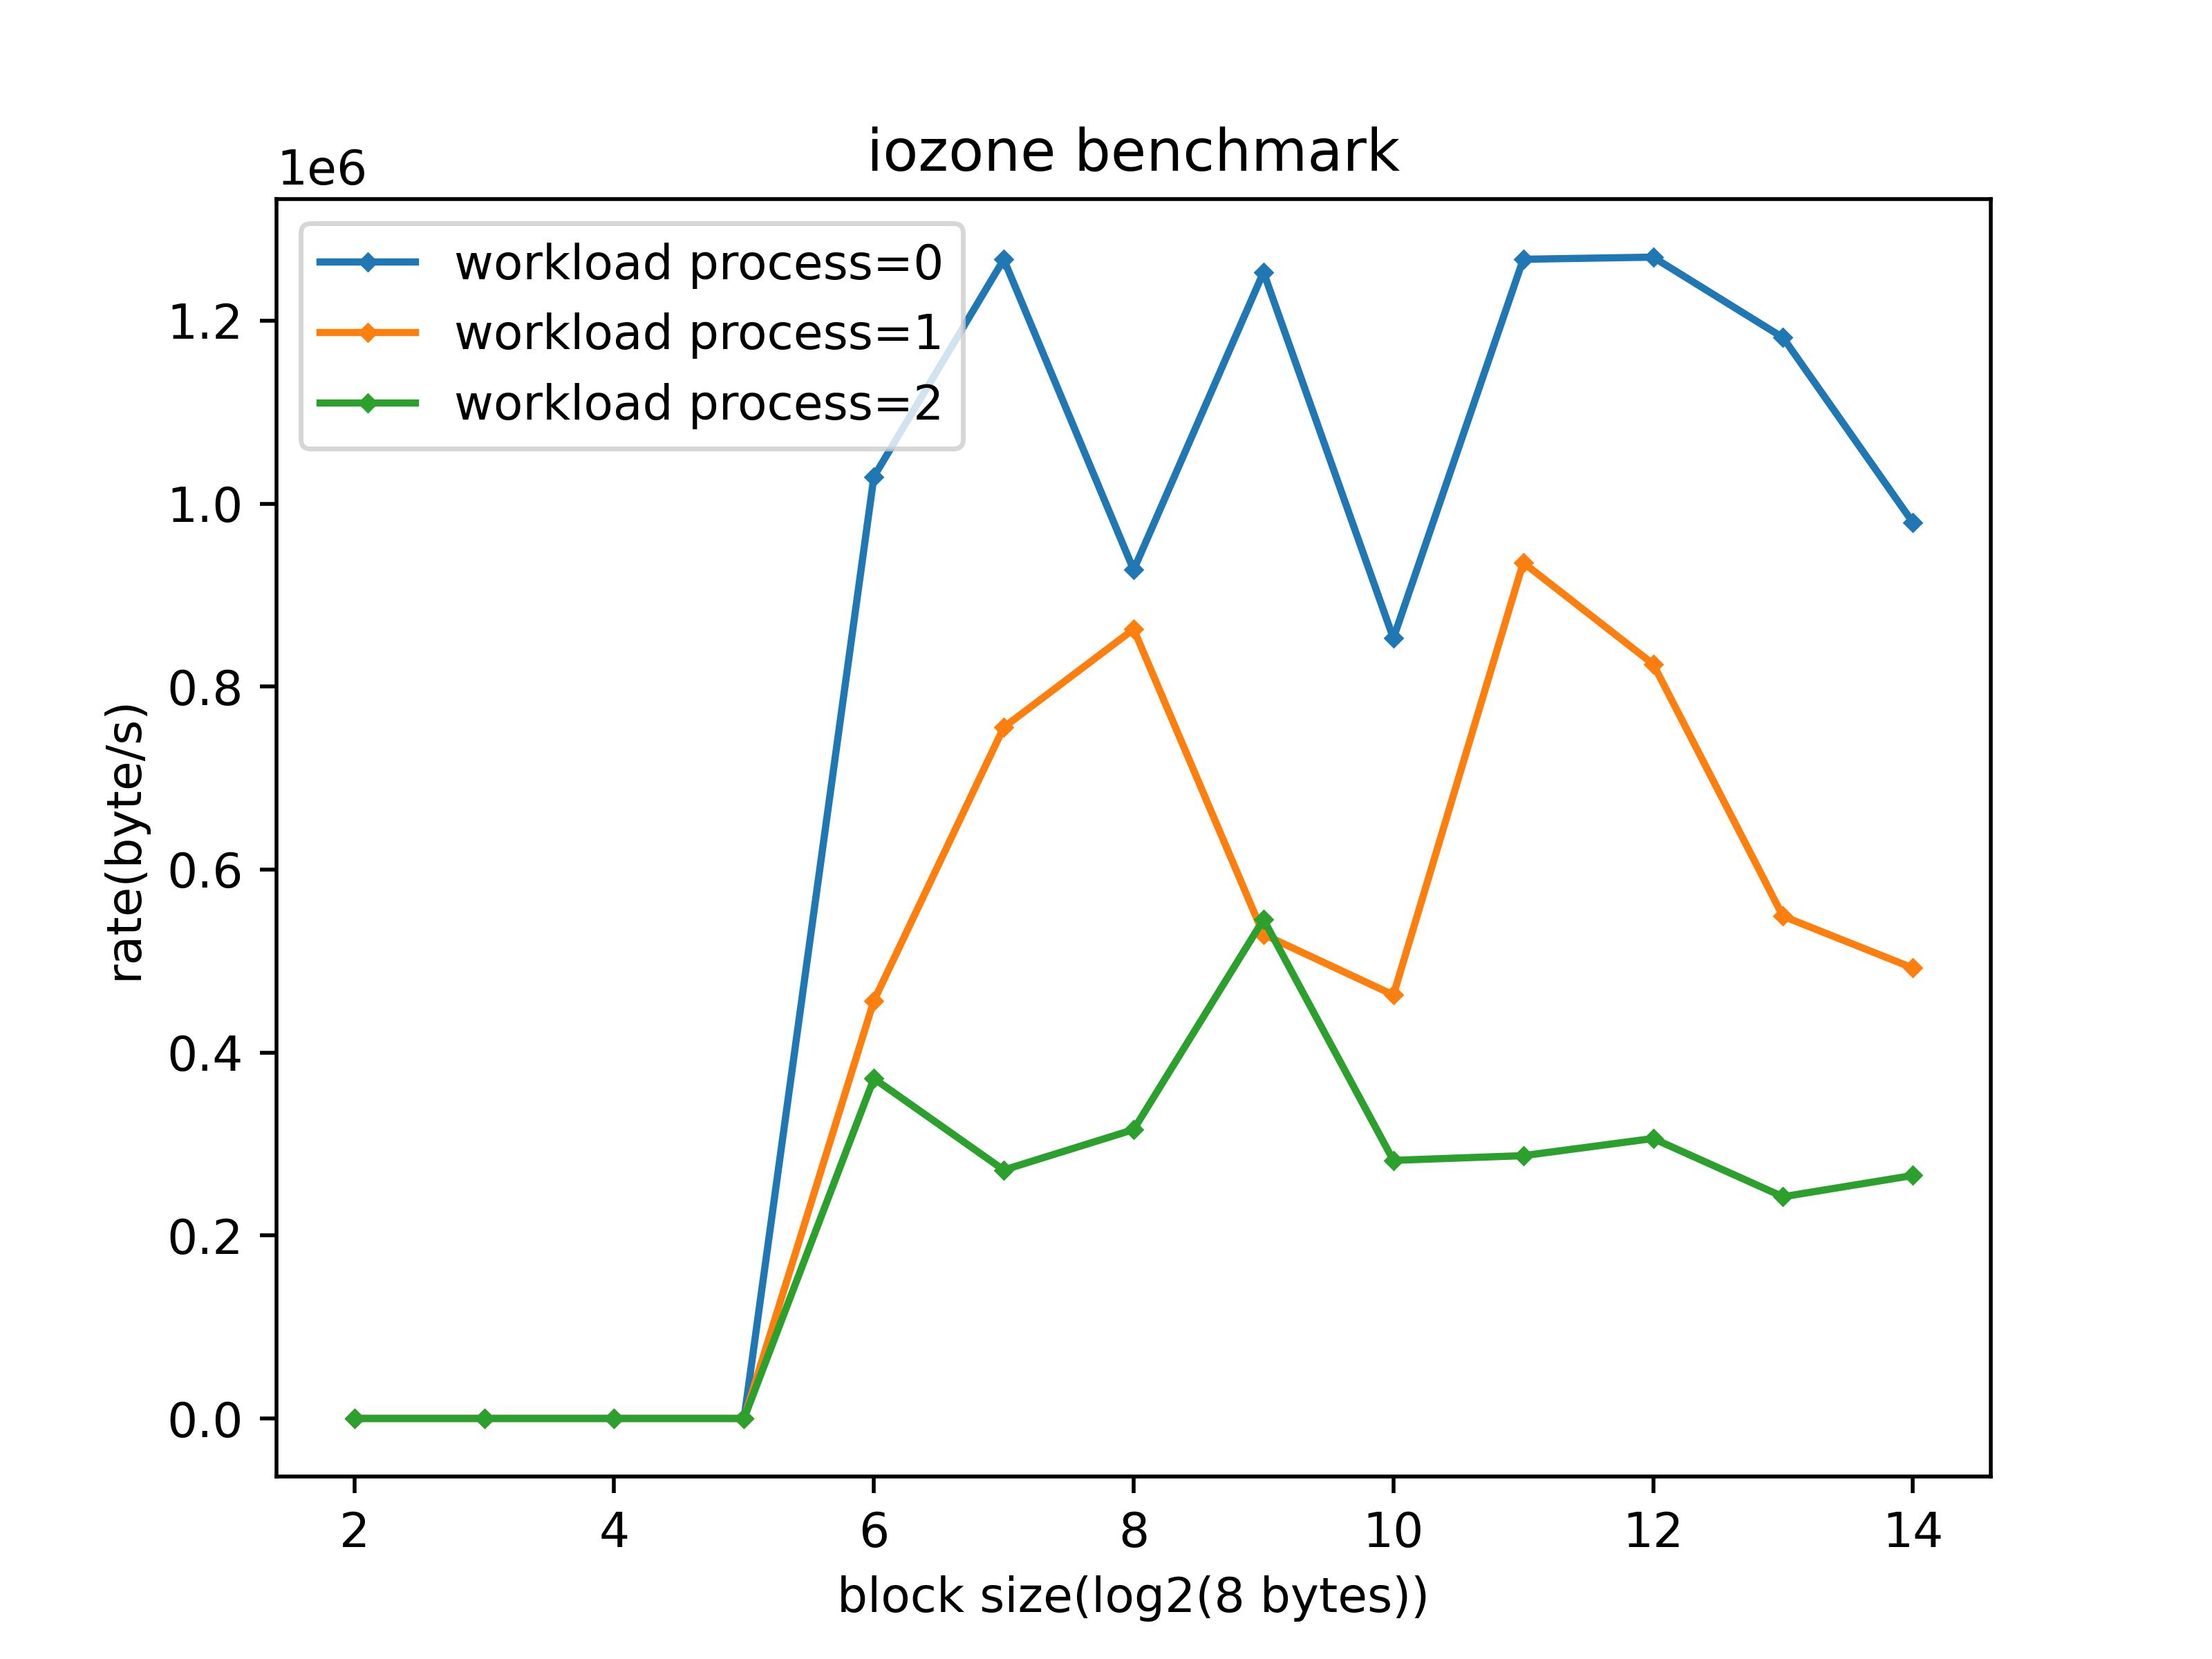 iozone benchmark
1e6
workload process=0
workload process=1
workload process=2
1.2
1.0
0.8
0.6
0.4
0.2
0.0
rate(byte/s)
2 4 6 8 10 12 14
block size(log2(8 bytes))